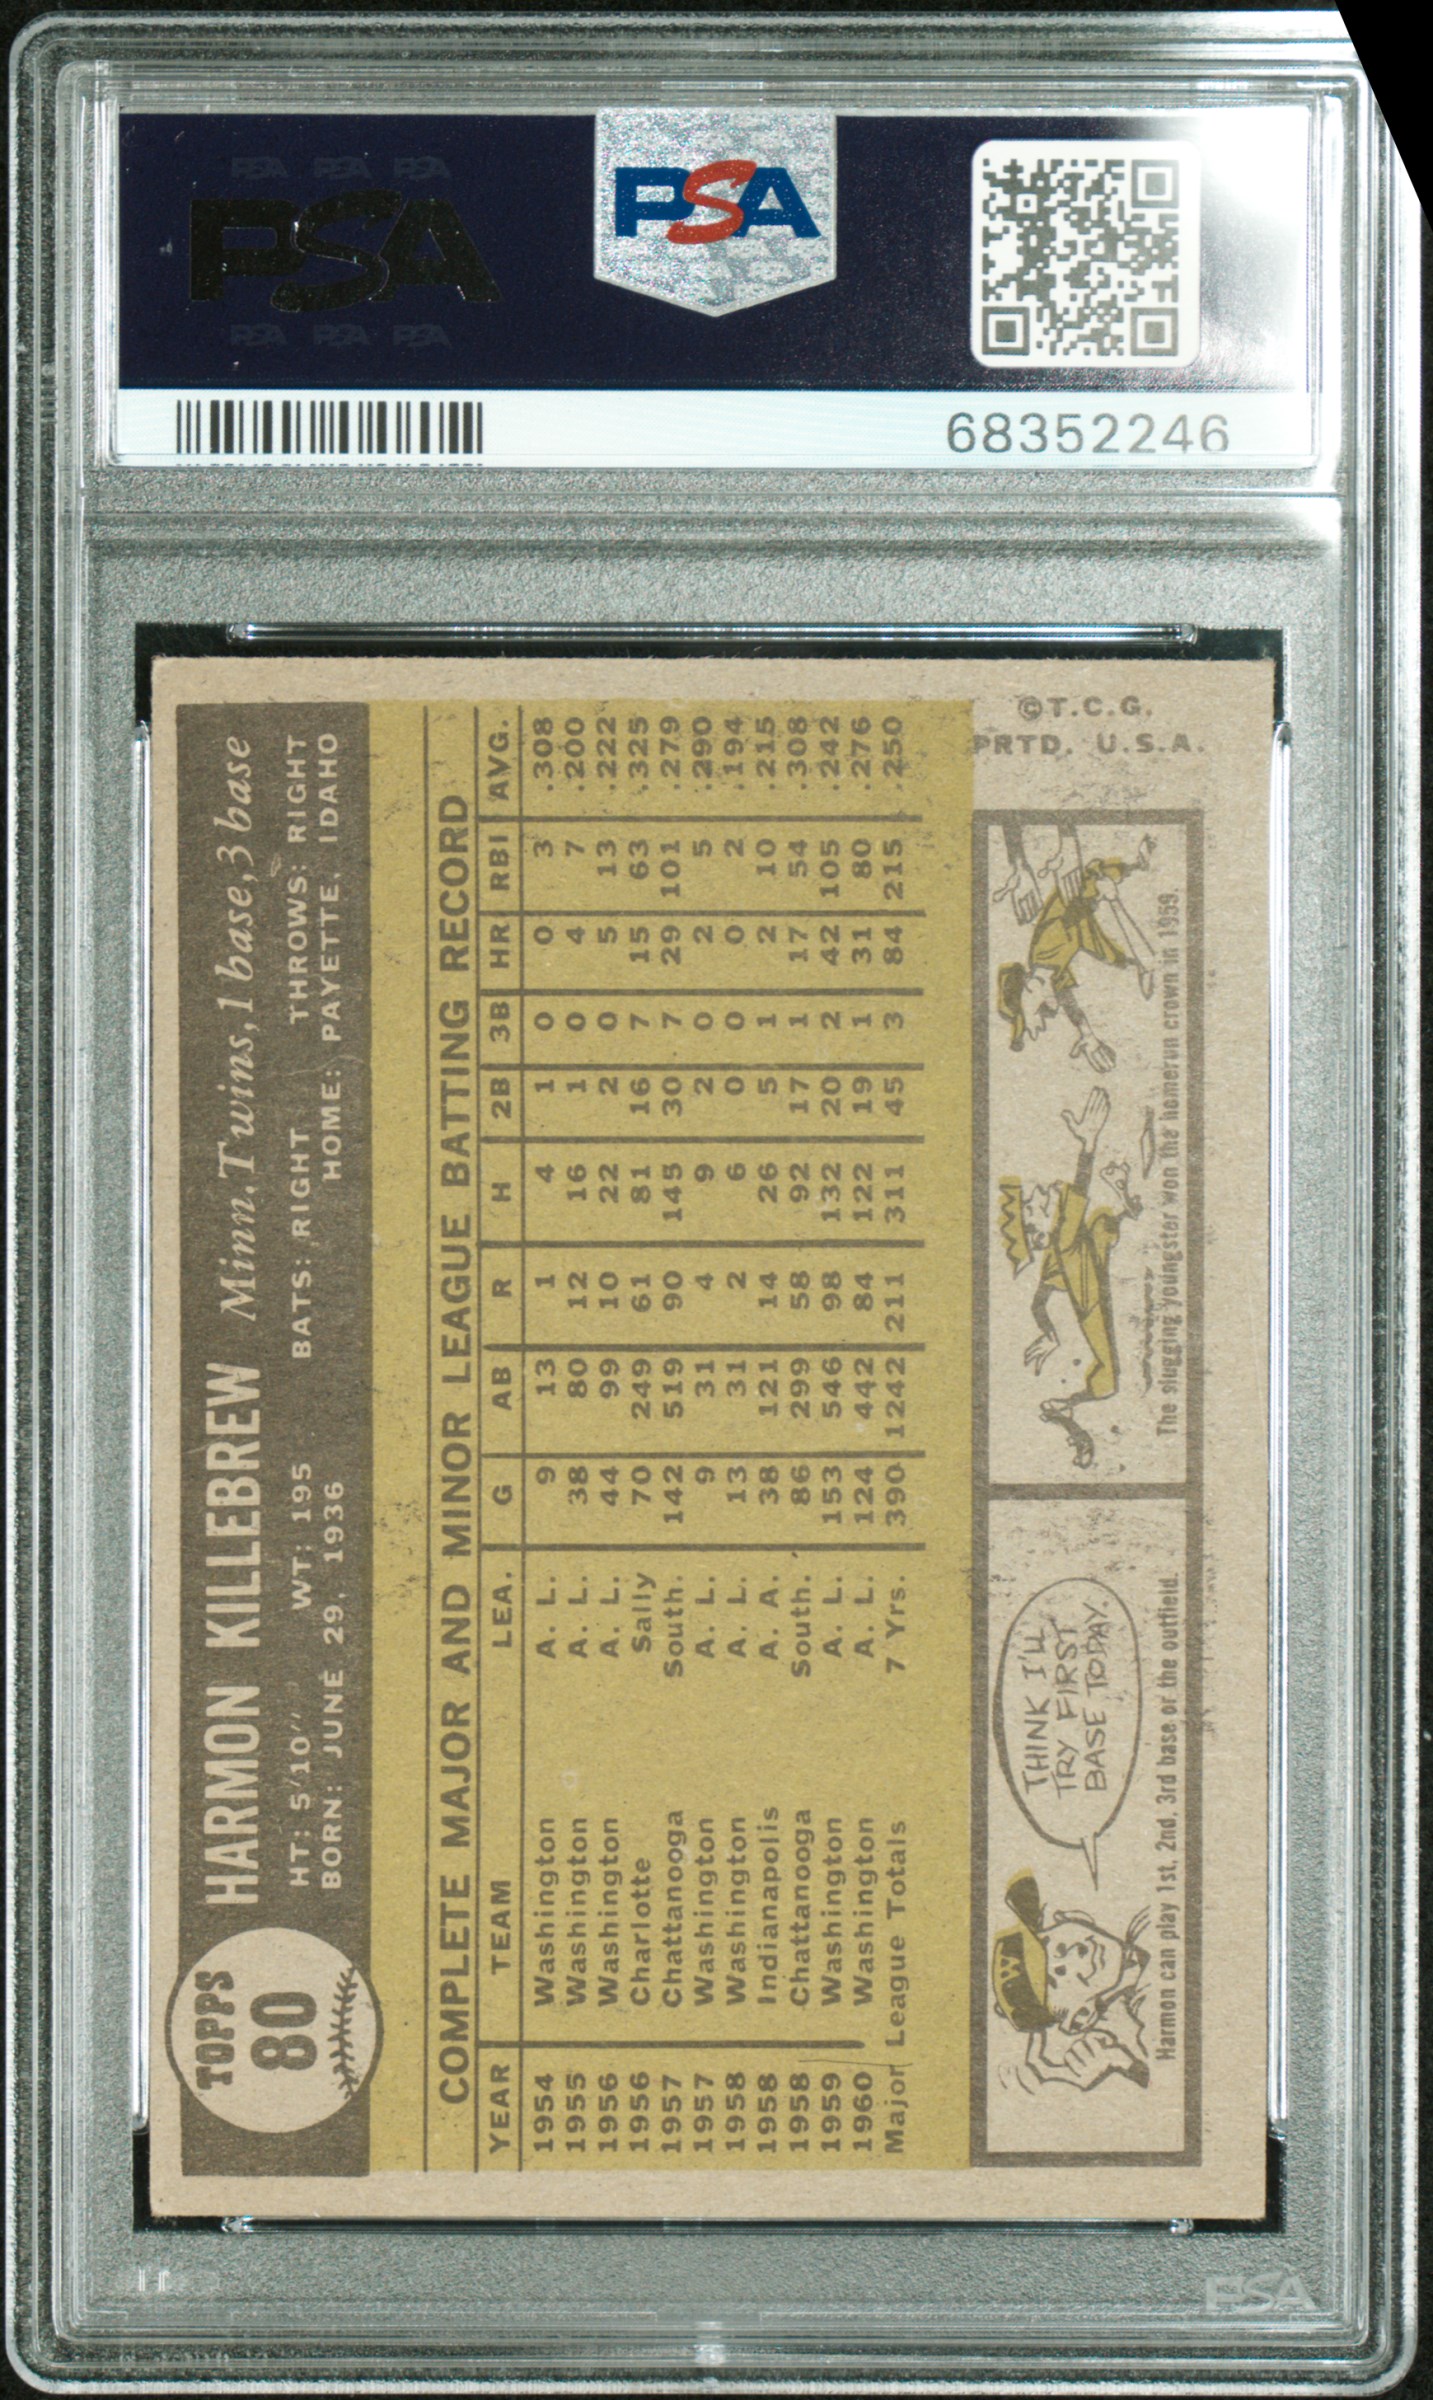 PSA PSA PSA
PSA
PSA PSA PSA
PSA
68352246
TOPPS
80
HARMON KILLEBREW Minn. Twins, 1 base, 3 base
HT: 5'10" WT: 195 BATS: RIGHT THROWS: RIGHT
BORN: JUNE 29, 1936 HOME: PAYETTE, IDAHO
COMPLETE MAJOR AND MINOR LEAGUE BATTING RECORD
YEAR TEAM LEA. G AB R H 2B 3B HR RBI AVG.
1954 Washington A. L. 9 13 1 4 1 0 0 3 .308
1955 Washington A. L. 38 80 12 16 1 0 4 7 .200
1956 Washington A. L. 44 99 10 22 2 0 5 13 .222
1956 Charlotte Sally 70 249 61 81 16 7 15 63 .325
1957 Chattanooga South. 142 519 90 145 30 7 29 101 .279
1957 Washington A. L. 9 31 4 9 2 0 2 5 .290
1958 Washington A. L. 13 31 2 6 0 0 0 2 .194
1958 Indianapolis A. A. 38 121 14 26 5 1 2 10 .215
1958 Chattanooga South. 86 299 58 92 17 1 17 54 .308
1959 Washington A. L. 153 546 98 132 20 2 42 105 .242
1960 Washington A. L. 124 442 84 122 19 1 31 80 .276
Major League Totals 7 Yrs. 390 1242 211 311 45 3 84 215 .250
W
THINK I'LL
TRY FIRST
BASE TODAY.
Harmon can play 1st, 2nd, 3rd base or the outfield.
The slugging youngster won the homerun crown in 1959.
©T.C.G.
PRTD. U.S.A.
PSA